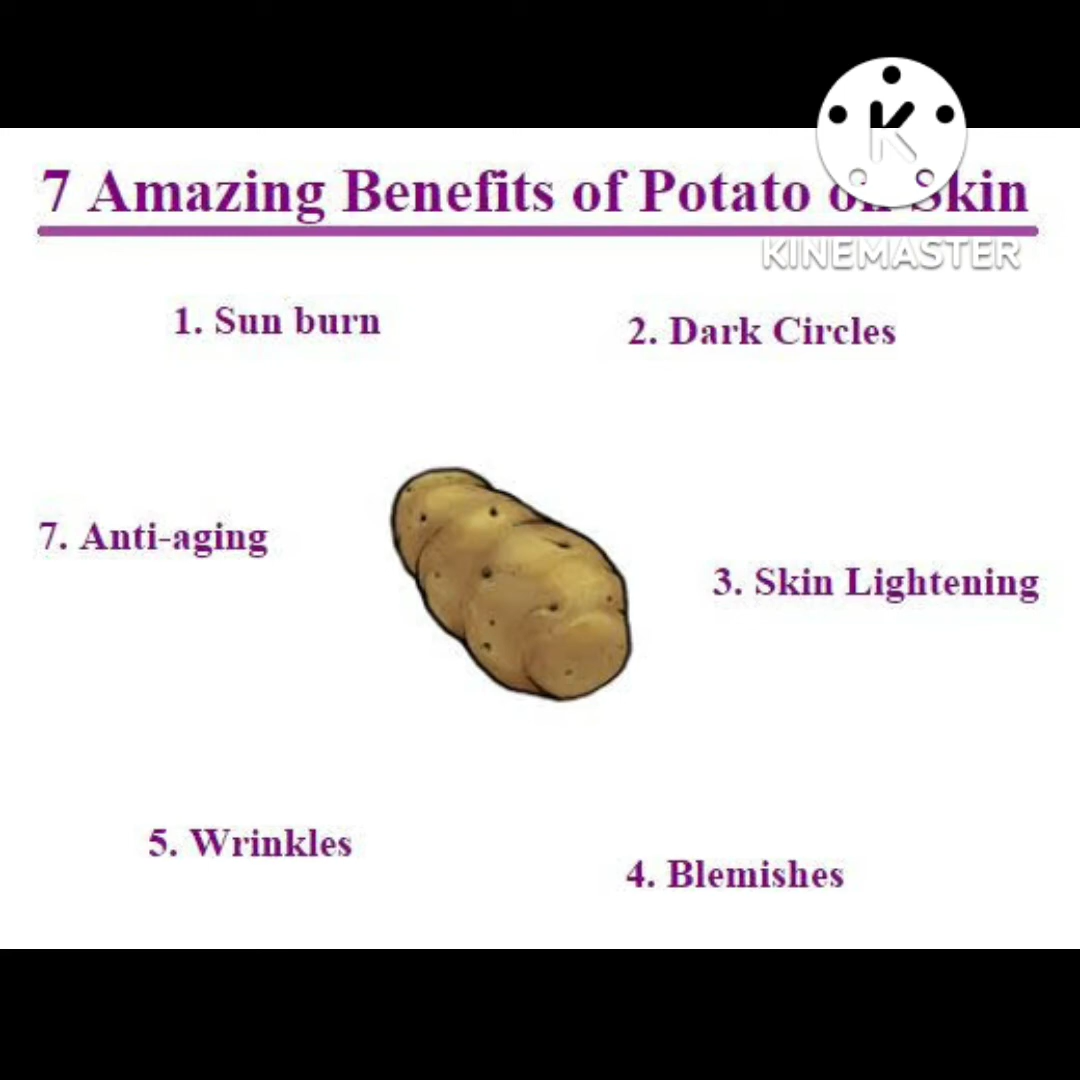 7 Amazing Benefits of Potato on Skin
KINEMASTER
1. Sun burn
2. Dark Circles
7. Anti-aging
3. Skin Lightening
5. Wrinkles
4. Blemishes